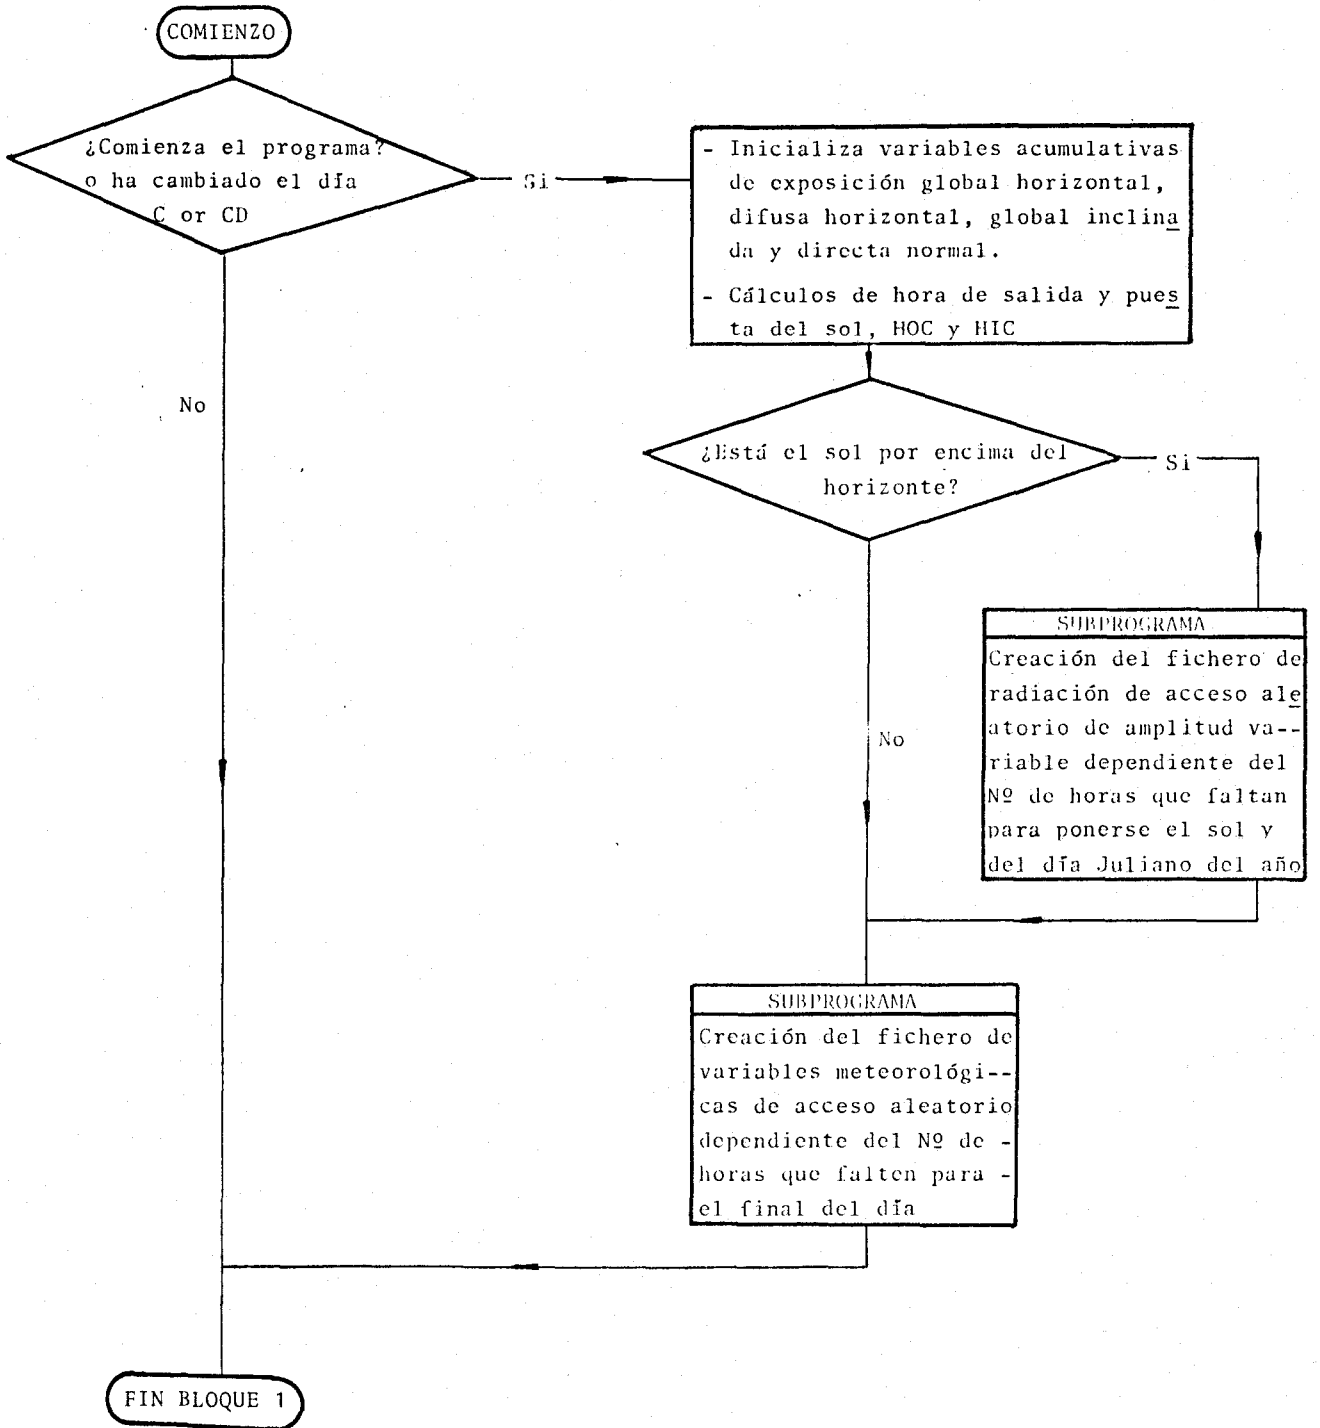 COMIENZO
¿Comienza el programa?
o ha cambiado el día
C or CD
Si
- Inicializa variables acumulativas
de exposición global horizontal,
difusa horizontal, global inclina
da y directa normal.
- Cálculos de hora de salida y pues
ta del sol, HOC y HIC
No
¿Está el sol por encima del
horizonte?
Si
SUBPROGRAMA
Creación del fichero de
radiación de acceso ale
atorio de amplitud va--
riable dependiente del
Nº de horas que faltan
para ponerse el sol y
del día Juliano del año
No
SUBPROGRAMA
Creación del fichero de
variables meteorológi--
cas de acceso aleatorio
dependiente del Nº de -
horas que falten para -
el final del día
FIN BLOQUE 1